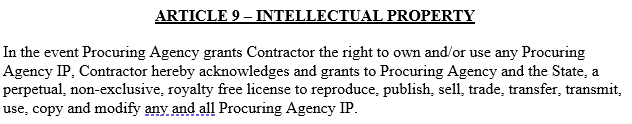 ARTICLE 9 – INTELLECTUAL PROPERTY
In the event Procuring Agency grants Contractor the right to own and/or use any Procuring
Agency IP, Contractor hereby acknowledges and grants to Procuring Agency and the State, a
perpetual, non-exclusive, royalty free license to reproduce, publish, sell, trade, transfer, transmit,
use, copy and modify any and all Procuring Agency IP.